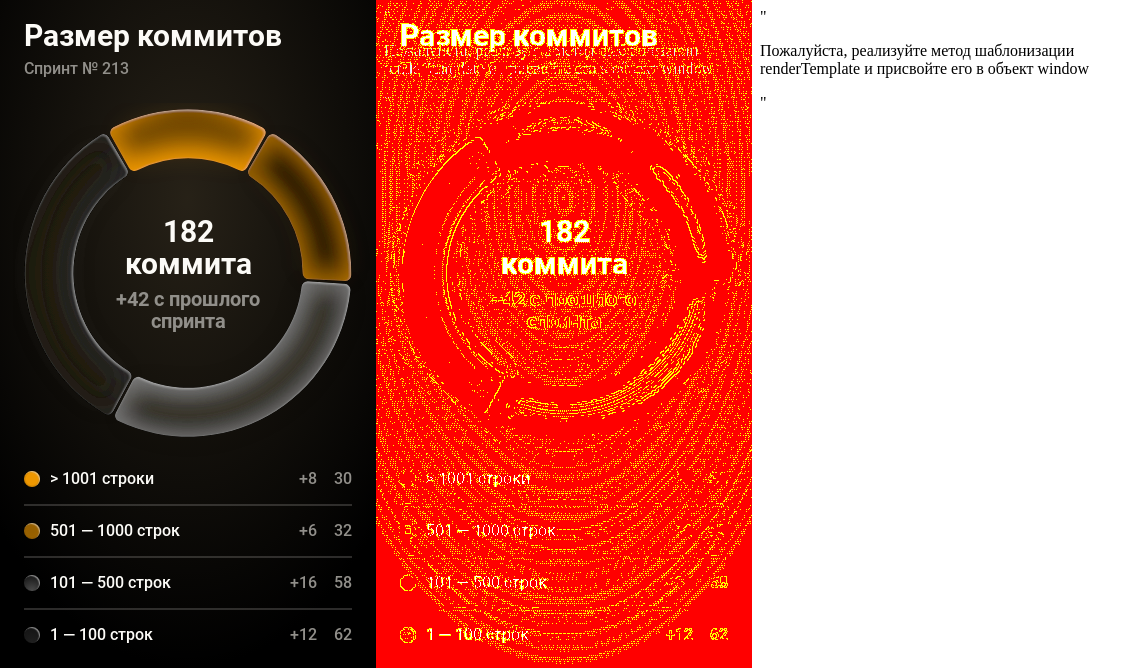 Размер коммитов
Спринт № 213
182
коммита
+42 с прошлого
спринта
> 1001 строки +8 30
501 — 1000 строк +6 32
101 — 500 строк +16 58
1 — 100 строк +12 62
Размер коммитов
182
коммита
+42 с прошлого
спринта
> 1001 строки
501 — 1000 строк
101 — 500 строк
1 — 100 строк +12 62
"
Пожалуйста, реализуйте метод шаблонизации
renderTemplate и присвойте его в объект window
"